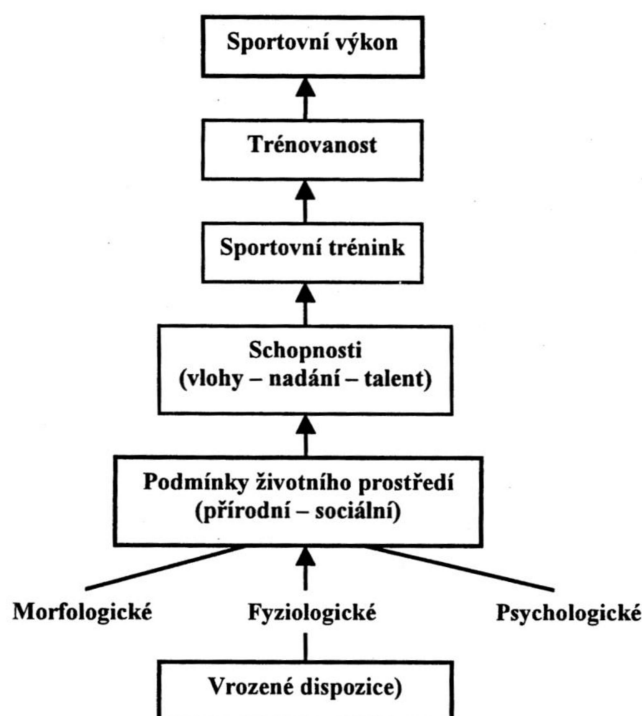 Sportovní výkon
Trénovanost
Sportovní trénink
Schopnosti
(vlohy – nadání – talent)
Podmínky životního prostředí
(přírodní – sociální)
Morfologické Fyziologické Psychologické
Vrozené dispozice)